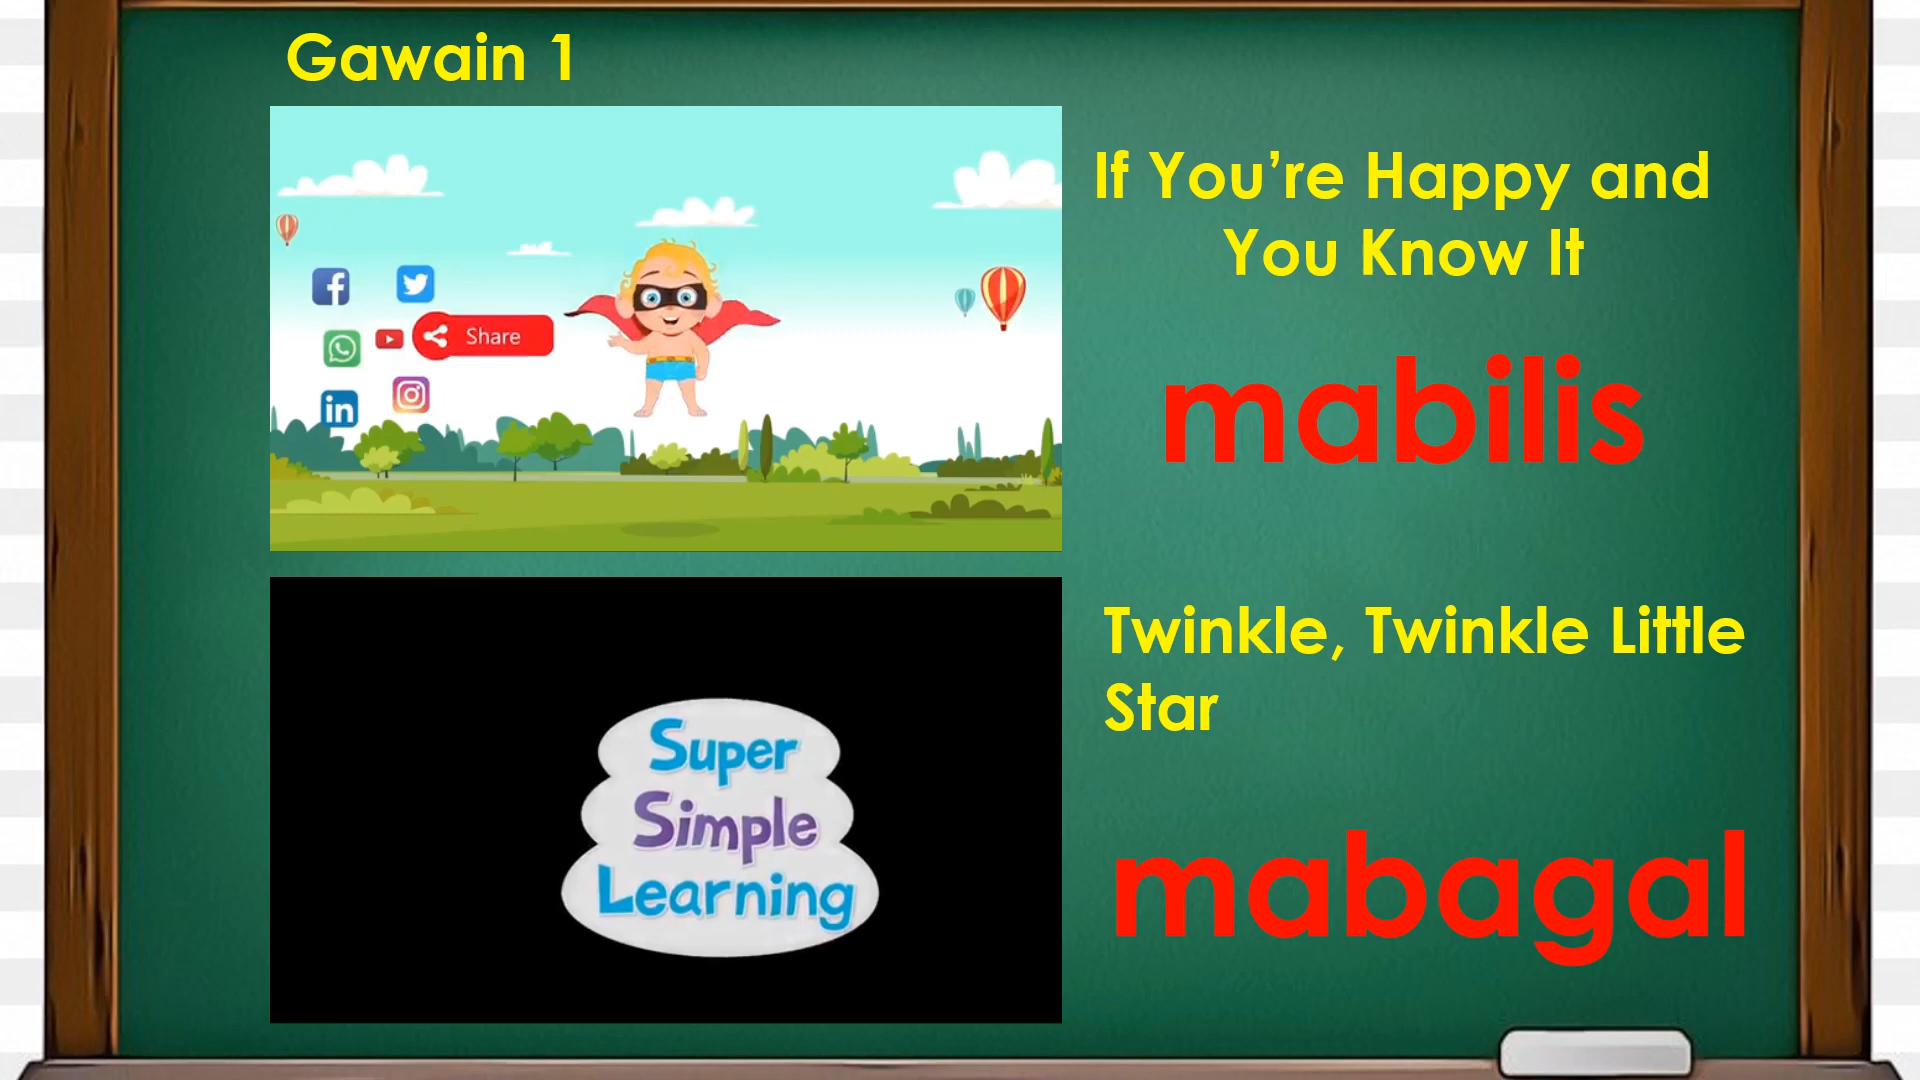 Gawain 1
If You’re Happy and
You Know It
Share
in
mabilis
Twinkle, Twinkle Little
Star
Super
Simple
Learning
mabagal